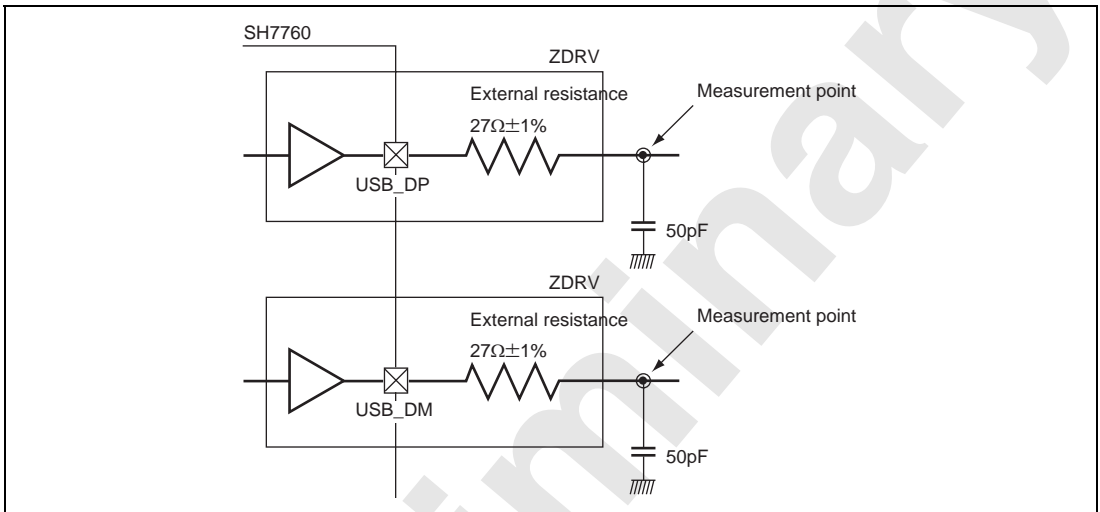 SH7760
ZDRV
External resistance
27Ω±1%
Measurement point
USB_DP
50pF
ZDRV
External resistance
27Ω±1%
Measurement point
USB_DM
50pF